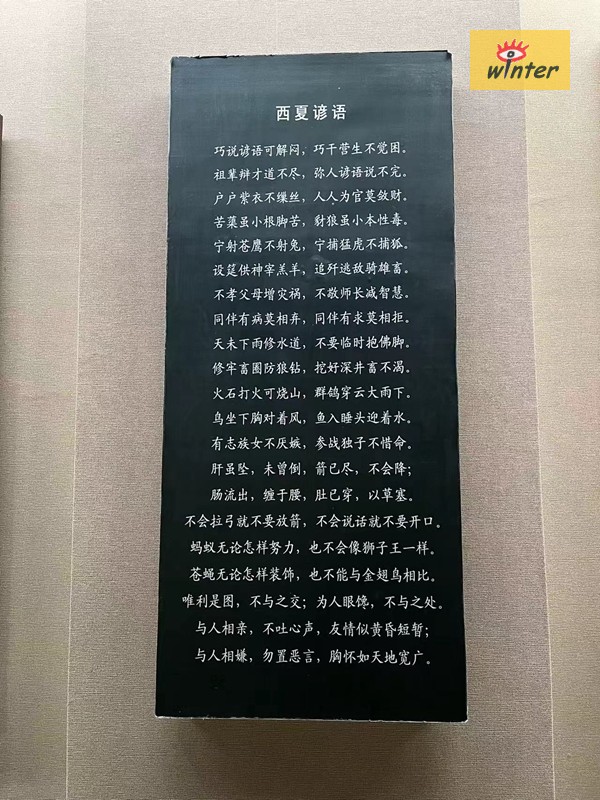 winter
西夏谚语
巧说谚语可解闷，巧干营生不觉困。
祖辈辩才道不尽，弥人谚语说不完。
户户紫衣不缫丝，人人为官莫敛财。
苦蕖虽小根脚苦，豺狼虽小本性毒。
宁射苍鹰不射兔，宁捕猛虎不捕狐。
设筵供神宰羔羊，追歼逃敌骑雄畜。
不孝父母增灾祸，不敬师长减智慧。
同伴有病莫相弃，同伴有求莫相拒。
天未下雨修水道，不要临时抱佛脚。
修牢畜圈防狼钻，挖好深井畜不渴。
火石打火可烧山，群鸽穿云大雨下。
鸟坐下胸对着风，鱼入睡头迎着水。
有志族女不厌嫉，参战独子不惜命。
肝虽坠，未曾倒，箭已尽，不会降；
肠流出，缠于腰，肚已穿，以草塞。
不会拉弓就不要放箭，不会说话就不要开口。
蚂蚁无论怎样努力，也不会像狮子王一样。
苍蝇无论怎样装饰，也不能与金翅鸟相比。
唯利是图，不与之交；为人眼馋，不与之处。
与人相亲，不吐心声，友情似黄昏短暂；
与人相嫌，勿置恶言，胸怀如天地宽广。